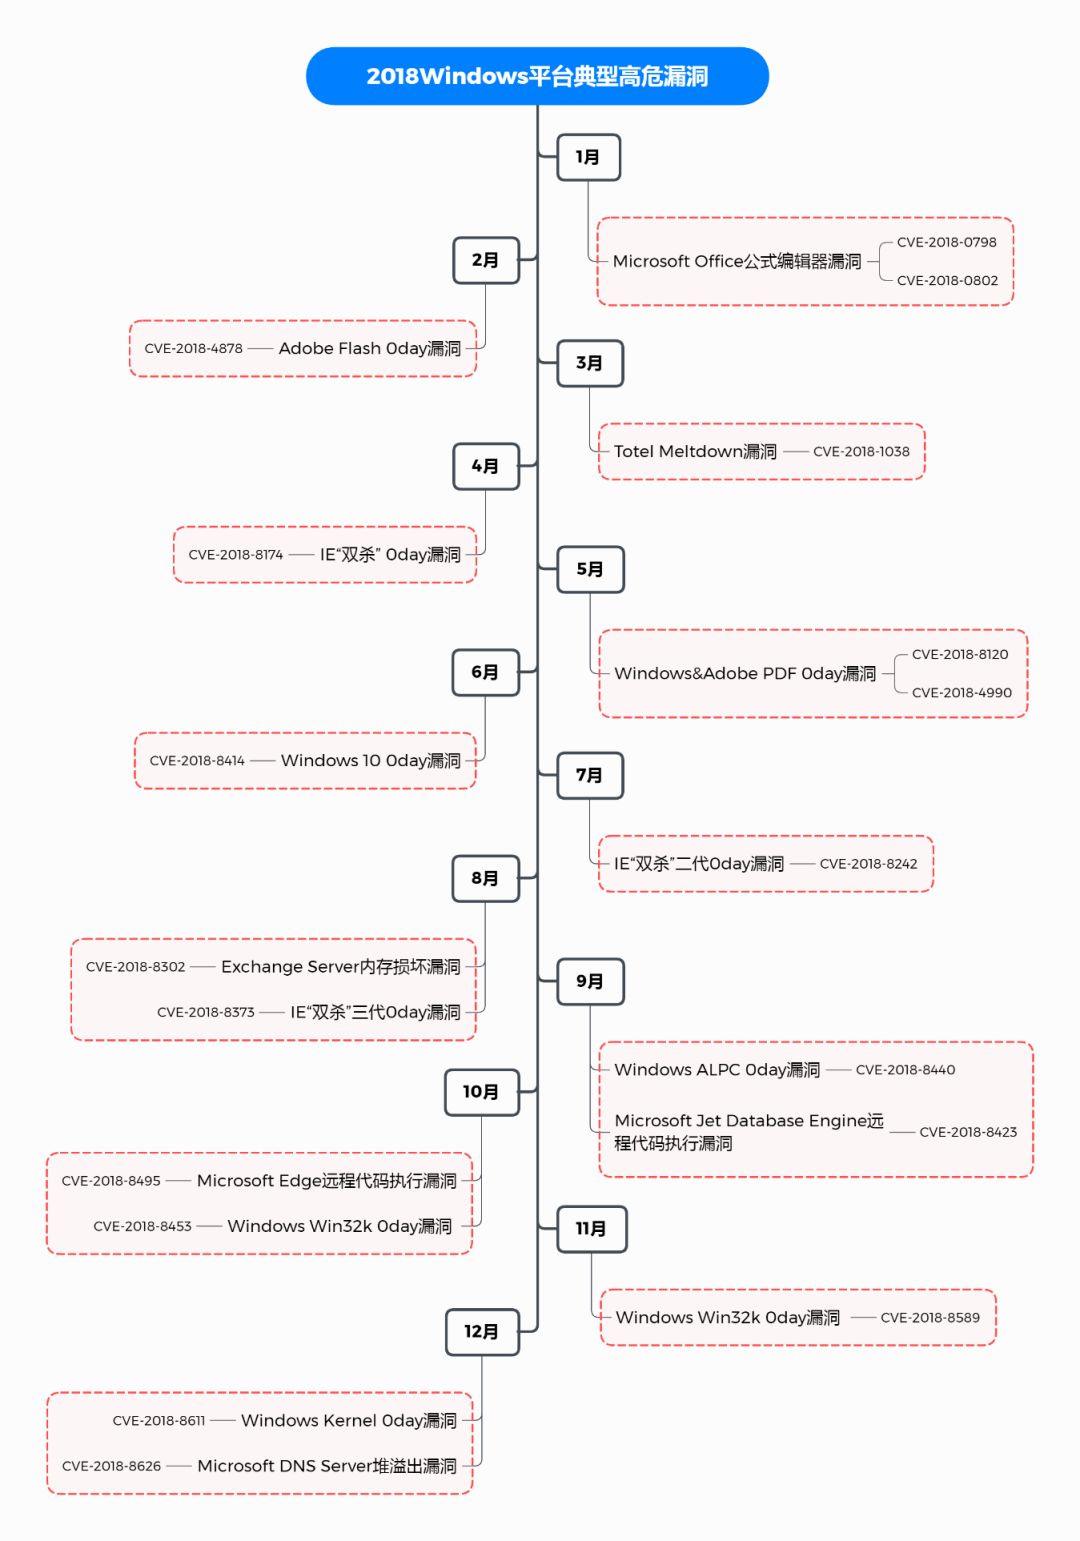 2018Windows平台典型高危漏洞
1月
Microsoft Office公式编辑器漏洞
CVE-2018-0798
CVE-2018-0802
2月
CVE-2018-4878
Adobe Flash 0day漏洞
3月
Totel Meltdown漏洞
CVE-2018-1038
4月
CVE-2018-8174
IE“双杀” 0day漏洞
5月
Windows&Adobe PDF 0day漏洞
CVE-2018-8120
CVE-2018-4990
6月
CVE-2018-8414
Windows 10 0day漏洞
7月
IE“双杀”二代0day漏洞
CVE-2018-8242
8月
CVE-2018-8302
Exchange Server内存损坏漏洞
CVE-2018-8373
IE“双杀”三代0day漏洞
9月
Windows ALPC 0day漏洞
CVE-2018-8440
Microsoft Jet Database Engine远
程代码执行漏洞
CVE-2018-8423
10月
CVE-2018-8495
Microsoft Edge远程代码执行漏洞
CVE-2018-8453
Windows Win32k 0day漏洞
11月
Windows Win32k 0day漏洞
CVE-2018-8589
12月
CVE-2018-8611
Windows Kernel 0day漏洞
CVE-2018-8626
Microsoft DNS Server堆溢出漏洞